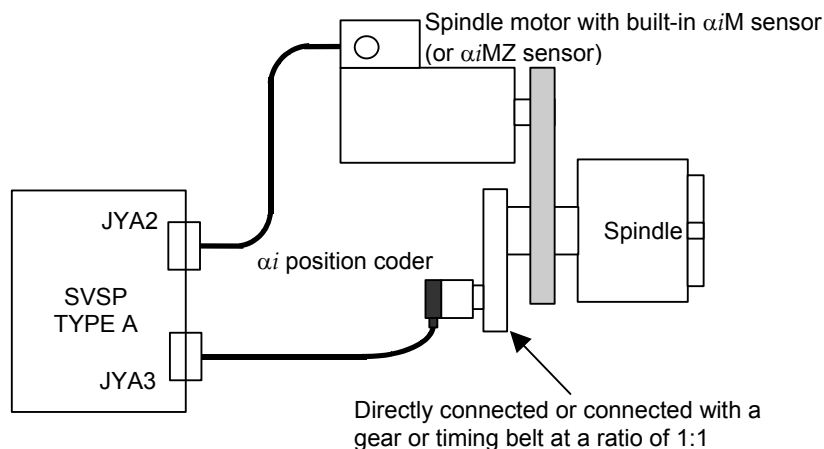 Spindle motor with built-in αiM sensor
(or αiMZ sensor)
JYA2
Spindle
αi position coder
SVSP
TYPE A
JYA3
Directly connected or connected with a
gear or timing belt at a ratio of 1:1